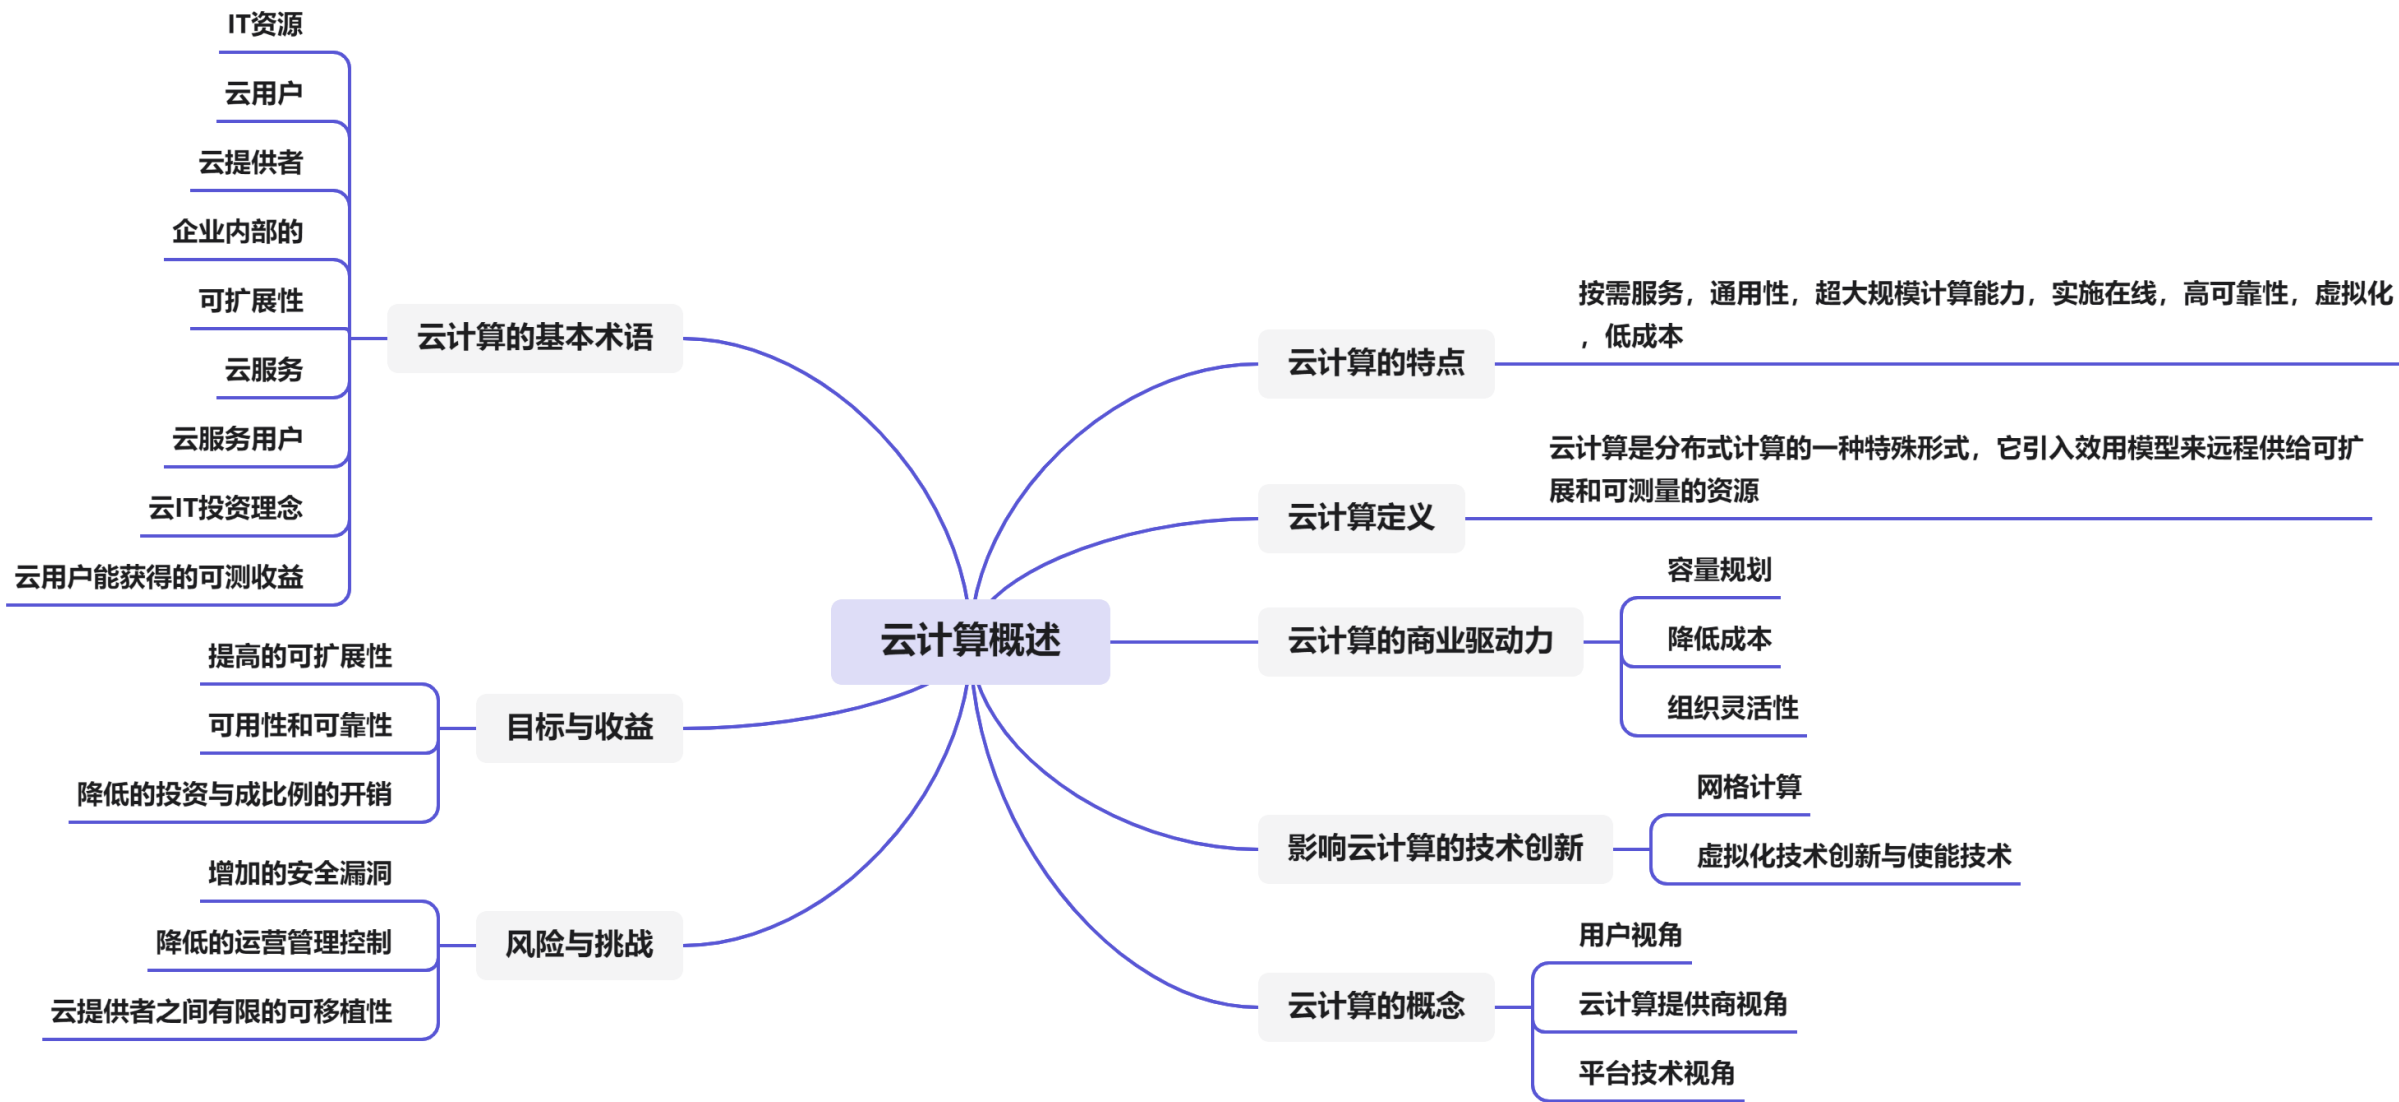 云计算概述
云计算的特点
按需服务，通用性，超大规模计算能力，实施在线，高可靠性，虚拟化
，低成本
云计算定义
云计算是分布式计算的一种特殊形式，它引入效用模型来远程供给可扩
展和可测量的资源
云计算的商业驱动力
容量规划
降低成本
组织灵活性
影响云计算的技术创新
网格计算
虚拟化技术创新与使能技术
云计算的概念
用户视角
云计算提供商视角
平台技术视角
云计算的基本术语
IT资源
云用户
云提供者
企业内部的
可扩展性
云服务
云服务用户
云IT投资理念
云用户能获得的可测收益
目标与收益
提高的可扩展性
可用性和可靠性
降低的投资与成比例的开销
风险与挑战
增加的安全漏洞
降低的运营管理控制
云提供者之间有限的可移植性